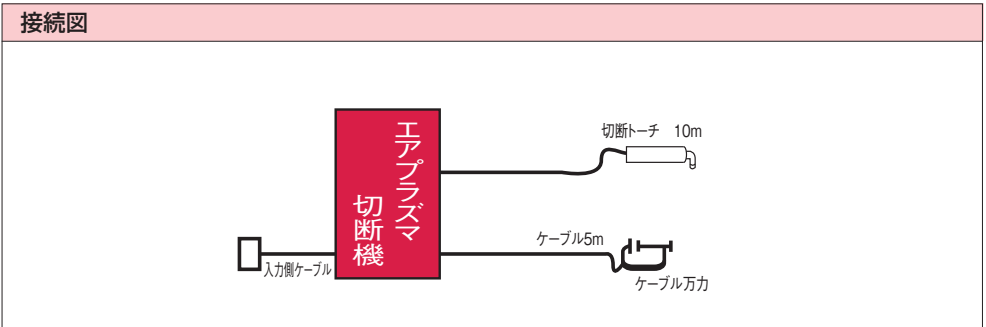 接続図
エアプラズマ
切断機
切断トーチ 10m
入力側ケーブル
ケーブル5m
ケーブル万力